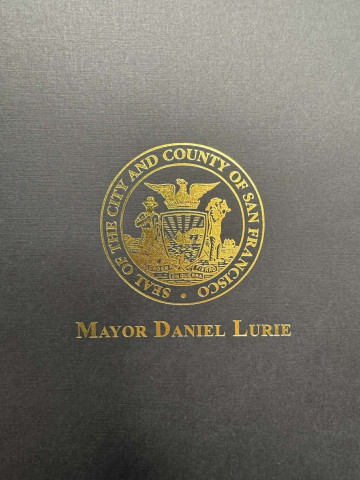 SEAL OF THE CITY AND COUNTY OF SAN FRANCISCO
MAYOR DANIEL LURIE